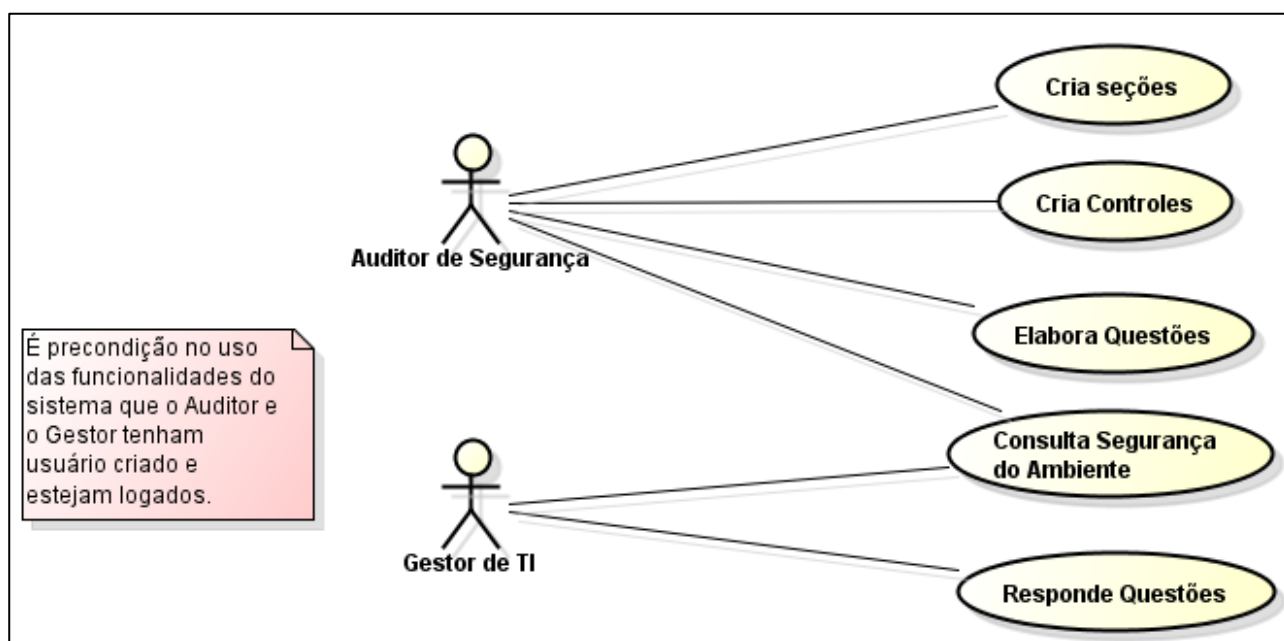 Cria seções
Cria Controles
Auditor de Segurança
Elabora Questões
É precondição no uso
das funcionalidades do
sistema que o Auditor e
o Gestor tenham
usuário criado e
estejam logados.
Consulta Segurança
do Ambiente
Gestor de TI
Responde Questões